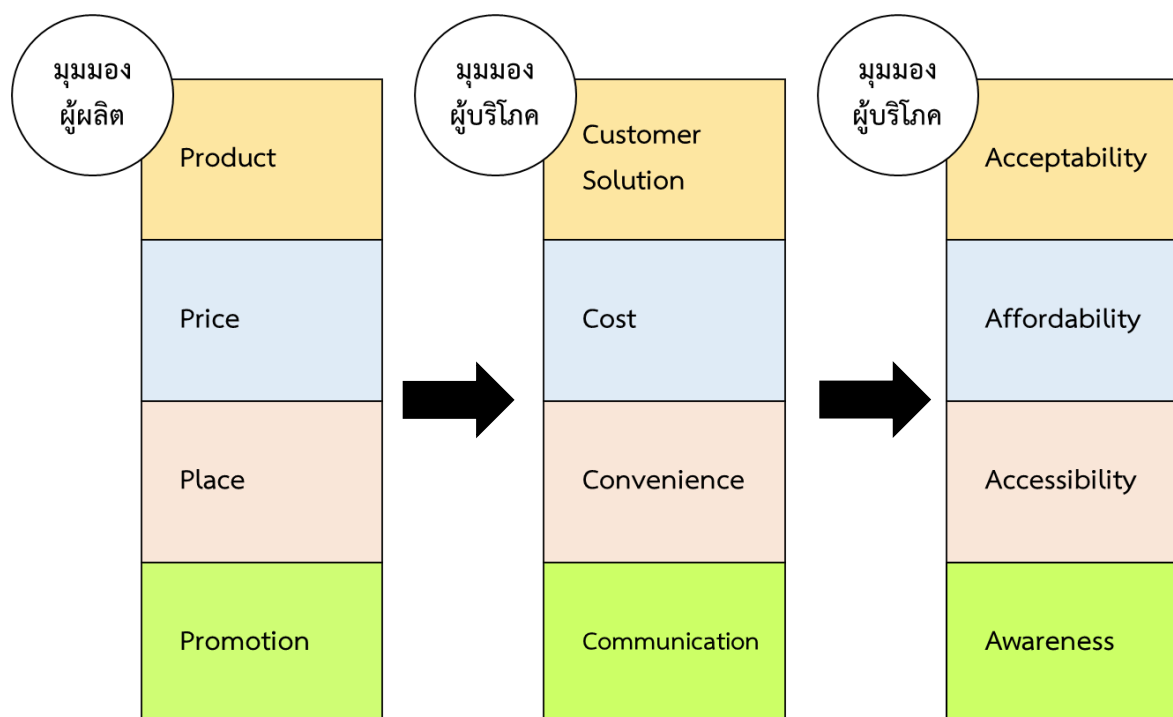 มุมมอง
ผู้ผลิต
Product
Price
Place
Promotion
มุมมอง
ผู้บริโภค
Customer
Solution
Cost
Convenience
Communication
มุมมอง
ผู้บริโภค
Acceptability
Affordability
Accessibility
Awareness